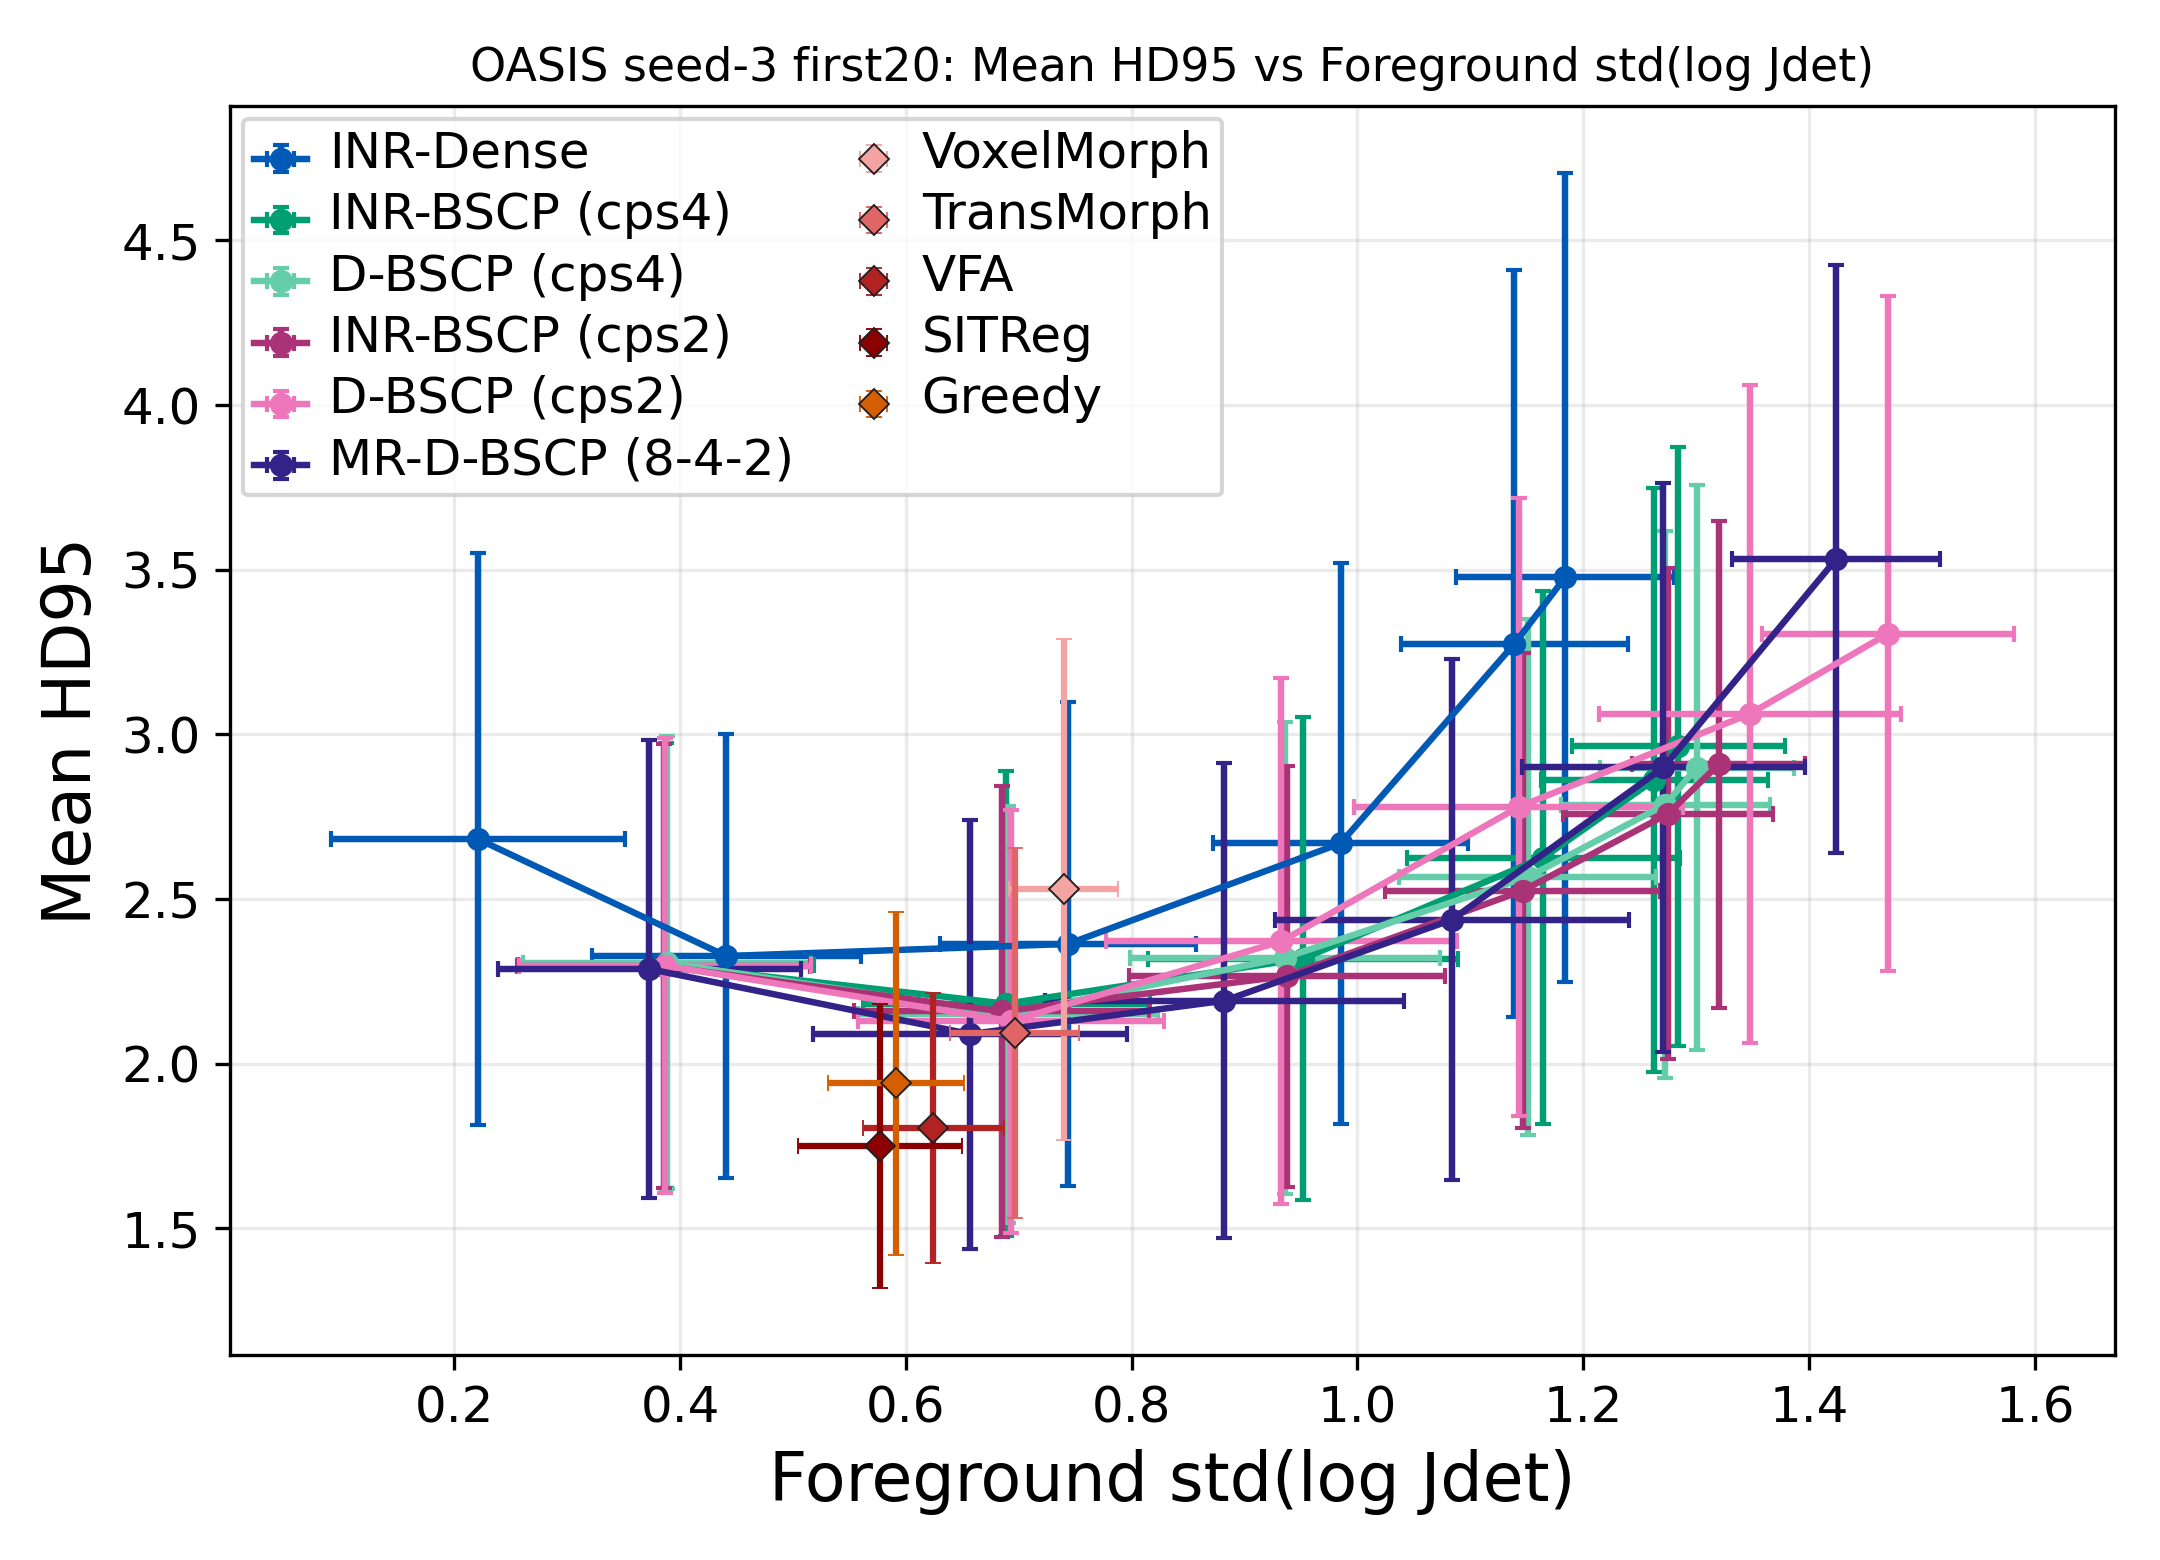 OASIS seed-3 first20: Mean HD95 vs Foreground std(log Jdet)
INR-Dense
INR-BSCP (cps4)
D-BSCP (cps4)
INR-BSCP (cps2)
D-BSCP (cps2)
MR-D-BSCP (8-4-2)
VoxelMorph
TransMorph
VFA
SITReg
Greedy
Mean HD95
4.5
4.0
3.5
3.0
2.5
2.0
1.5
0.2 0.4 0.6 0.8 1.0 1.2 1.4 1.6
Foreground std(log Jdet)